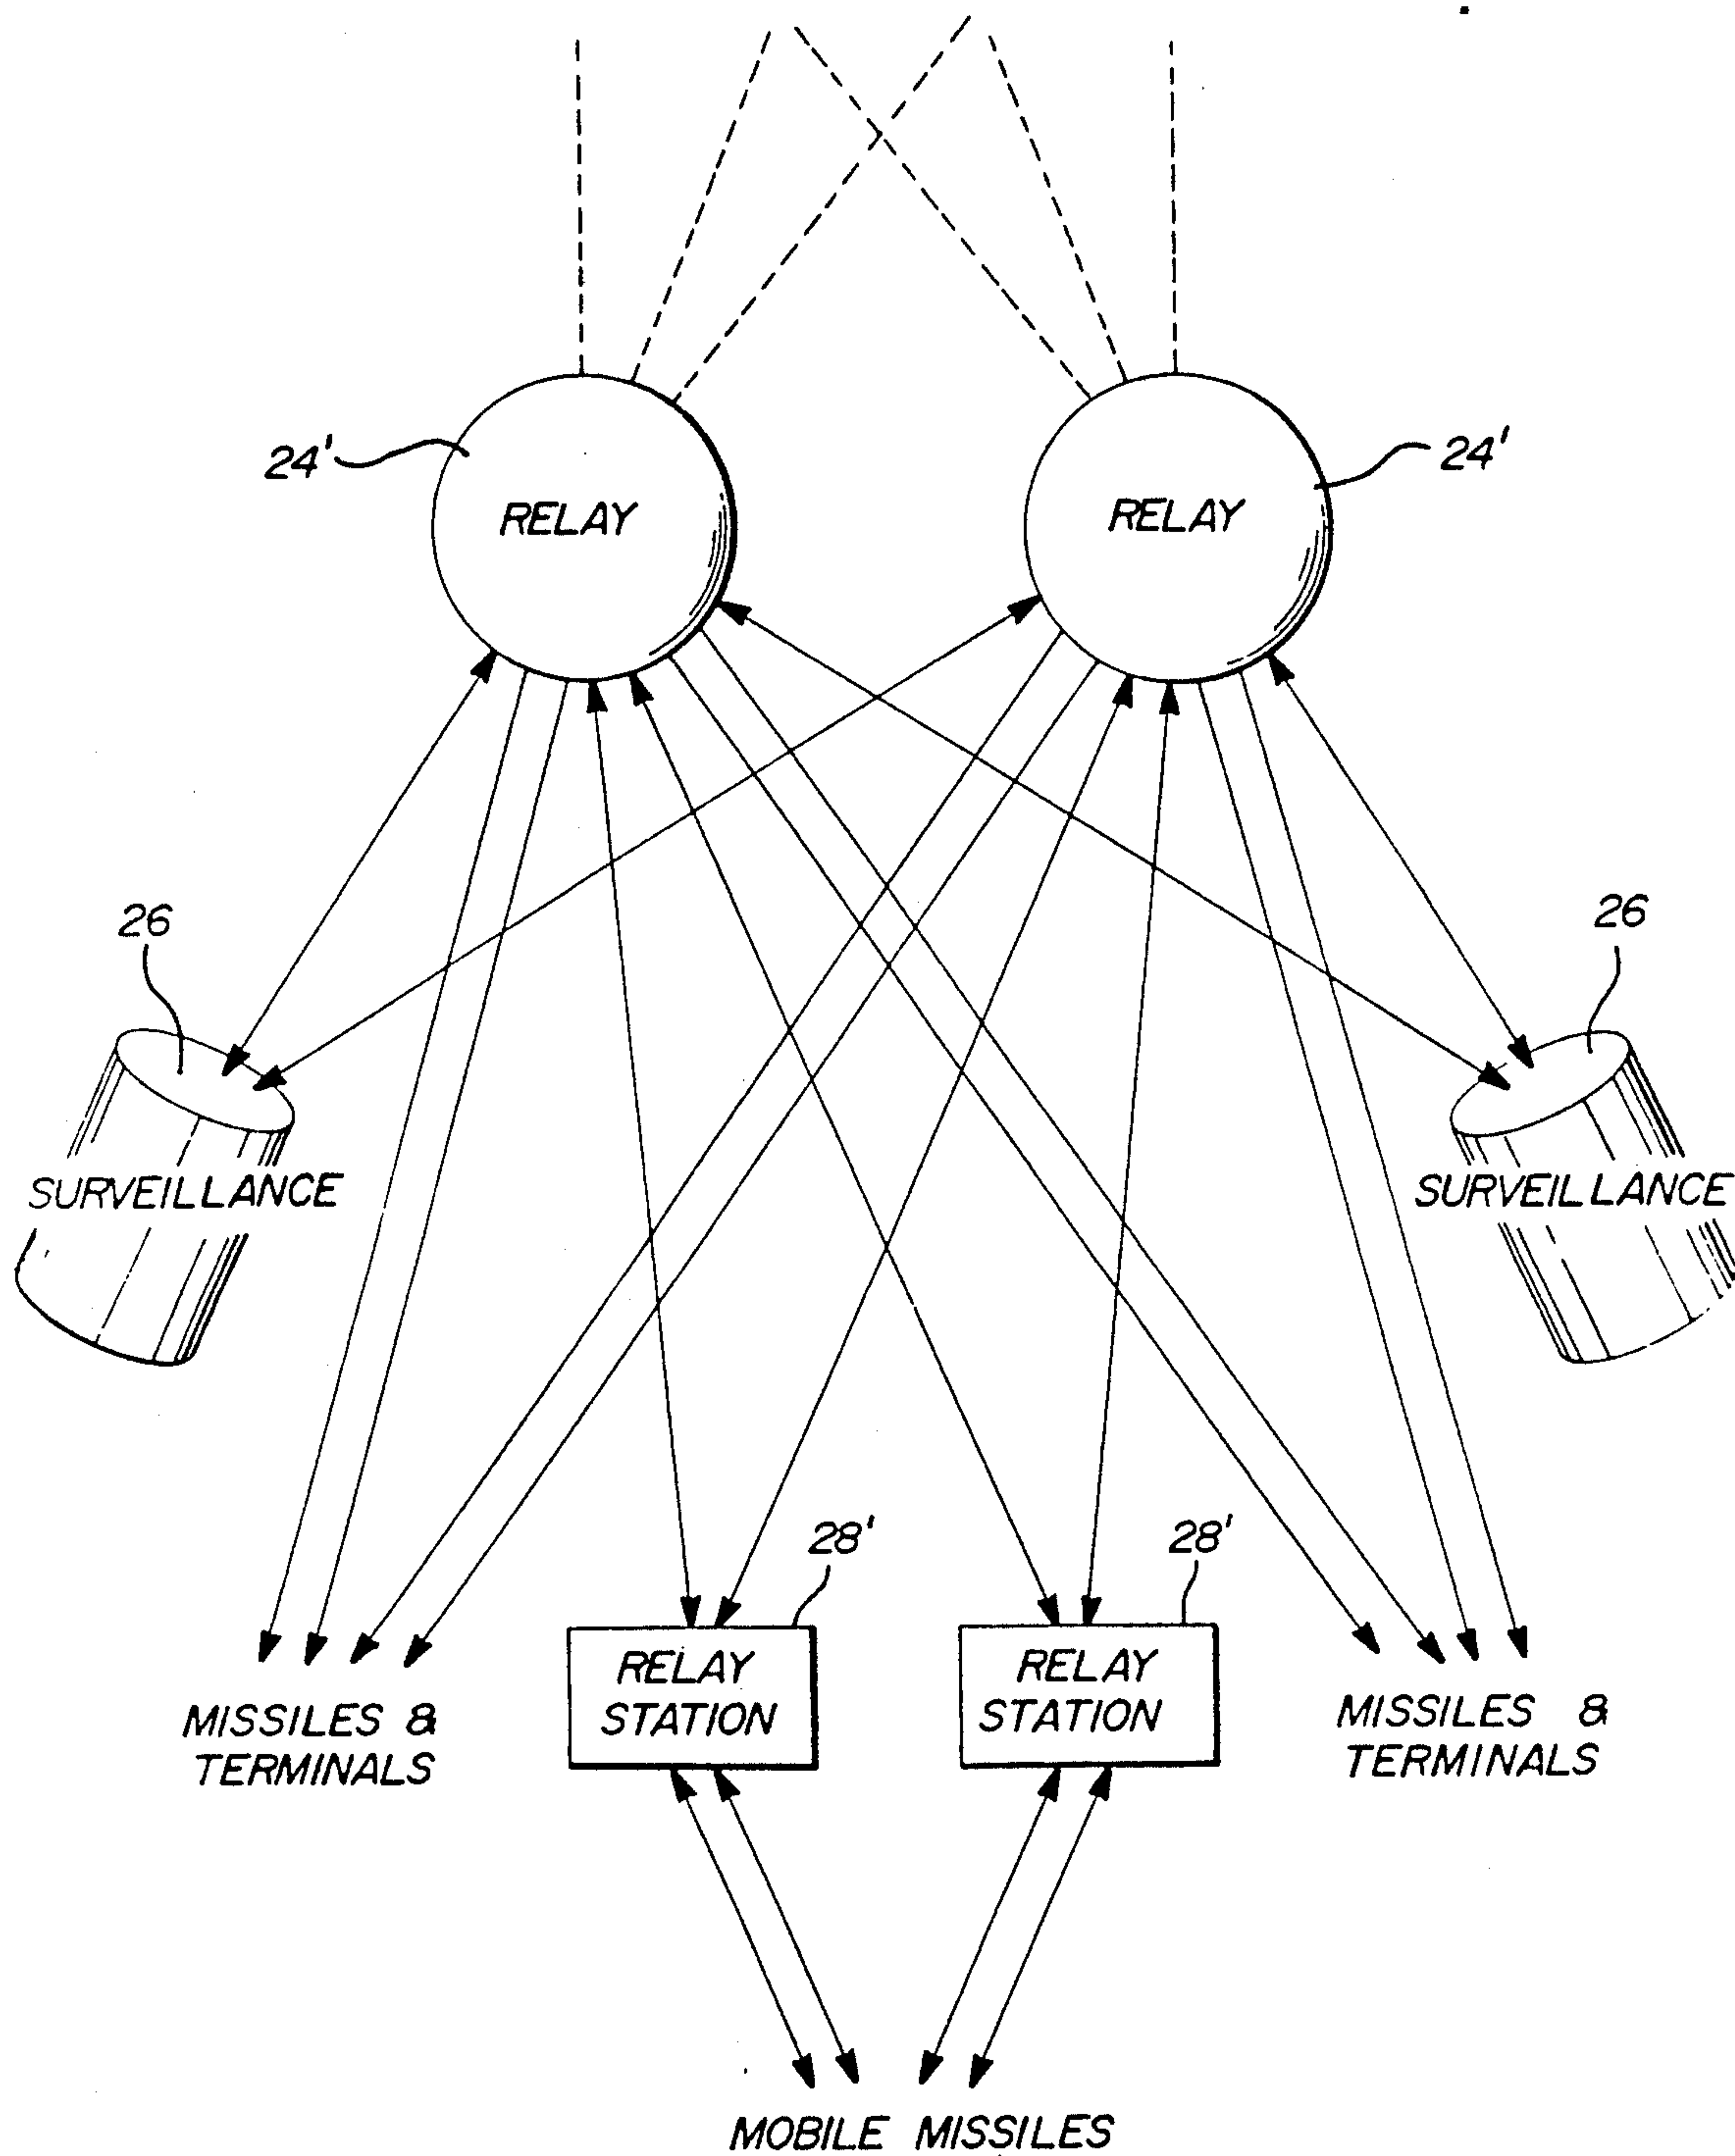 24'
RELAY
RELAY
24'
26
SURVEILLANCE
26
SURVEILLANCE
28'
28'
RELAY
STATION
RELAY
STATION
MISSILES &
TERMINALS
MISSILES &
TERMINALS
MOBILE MISSILES